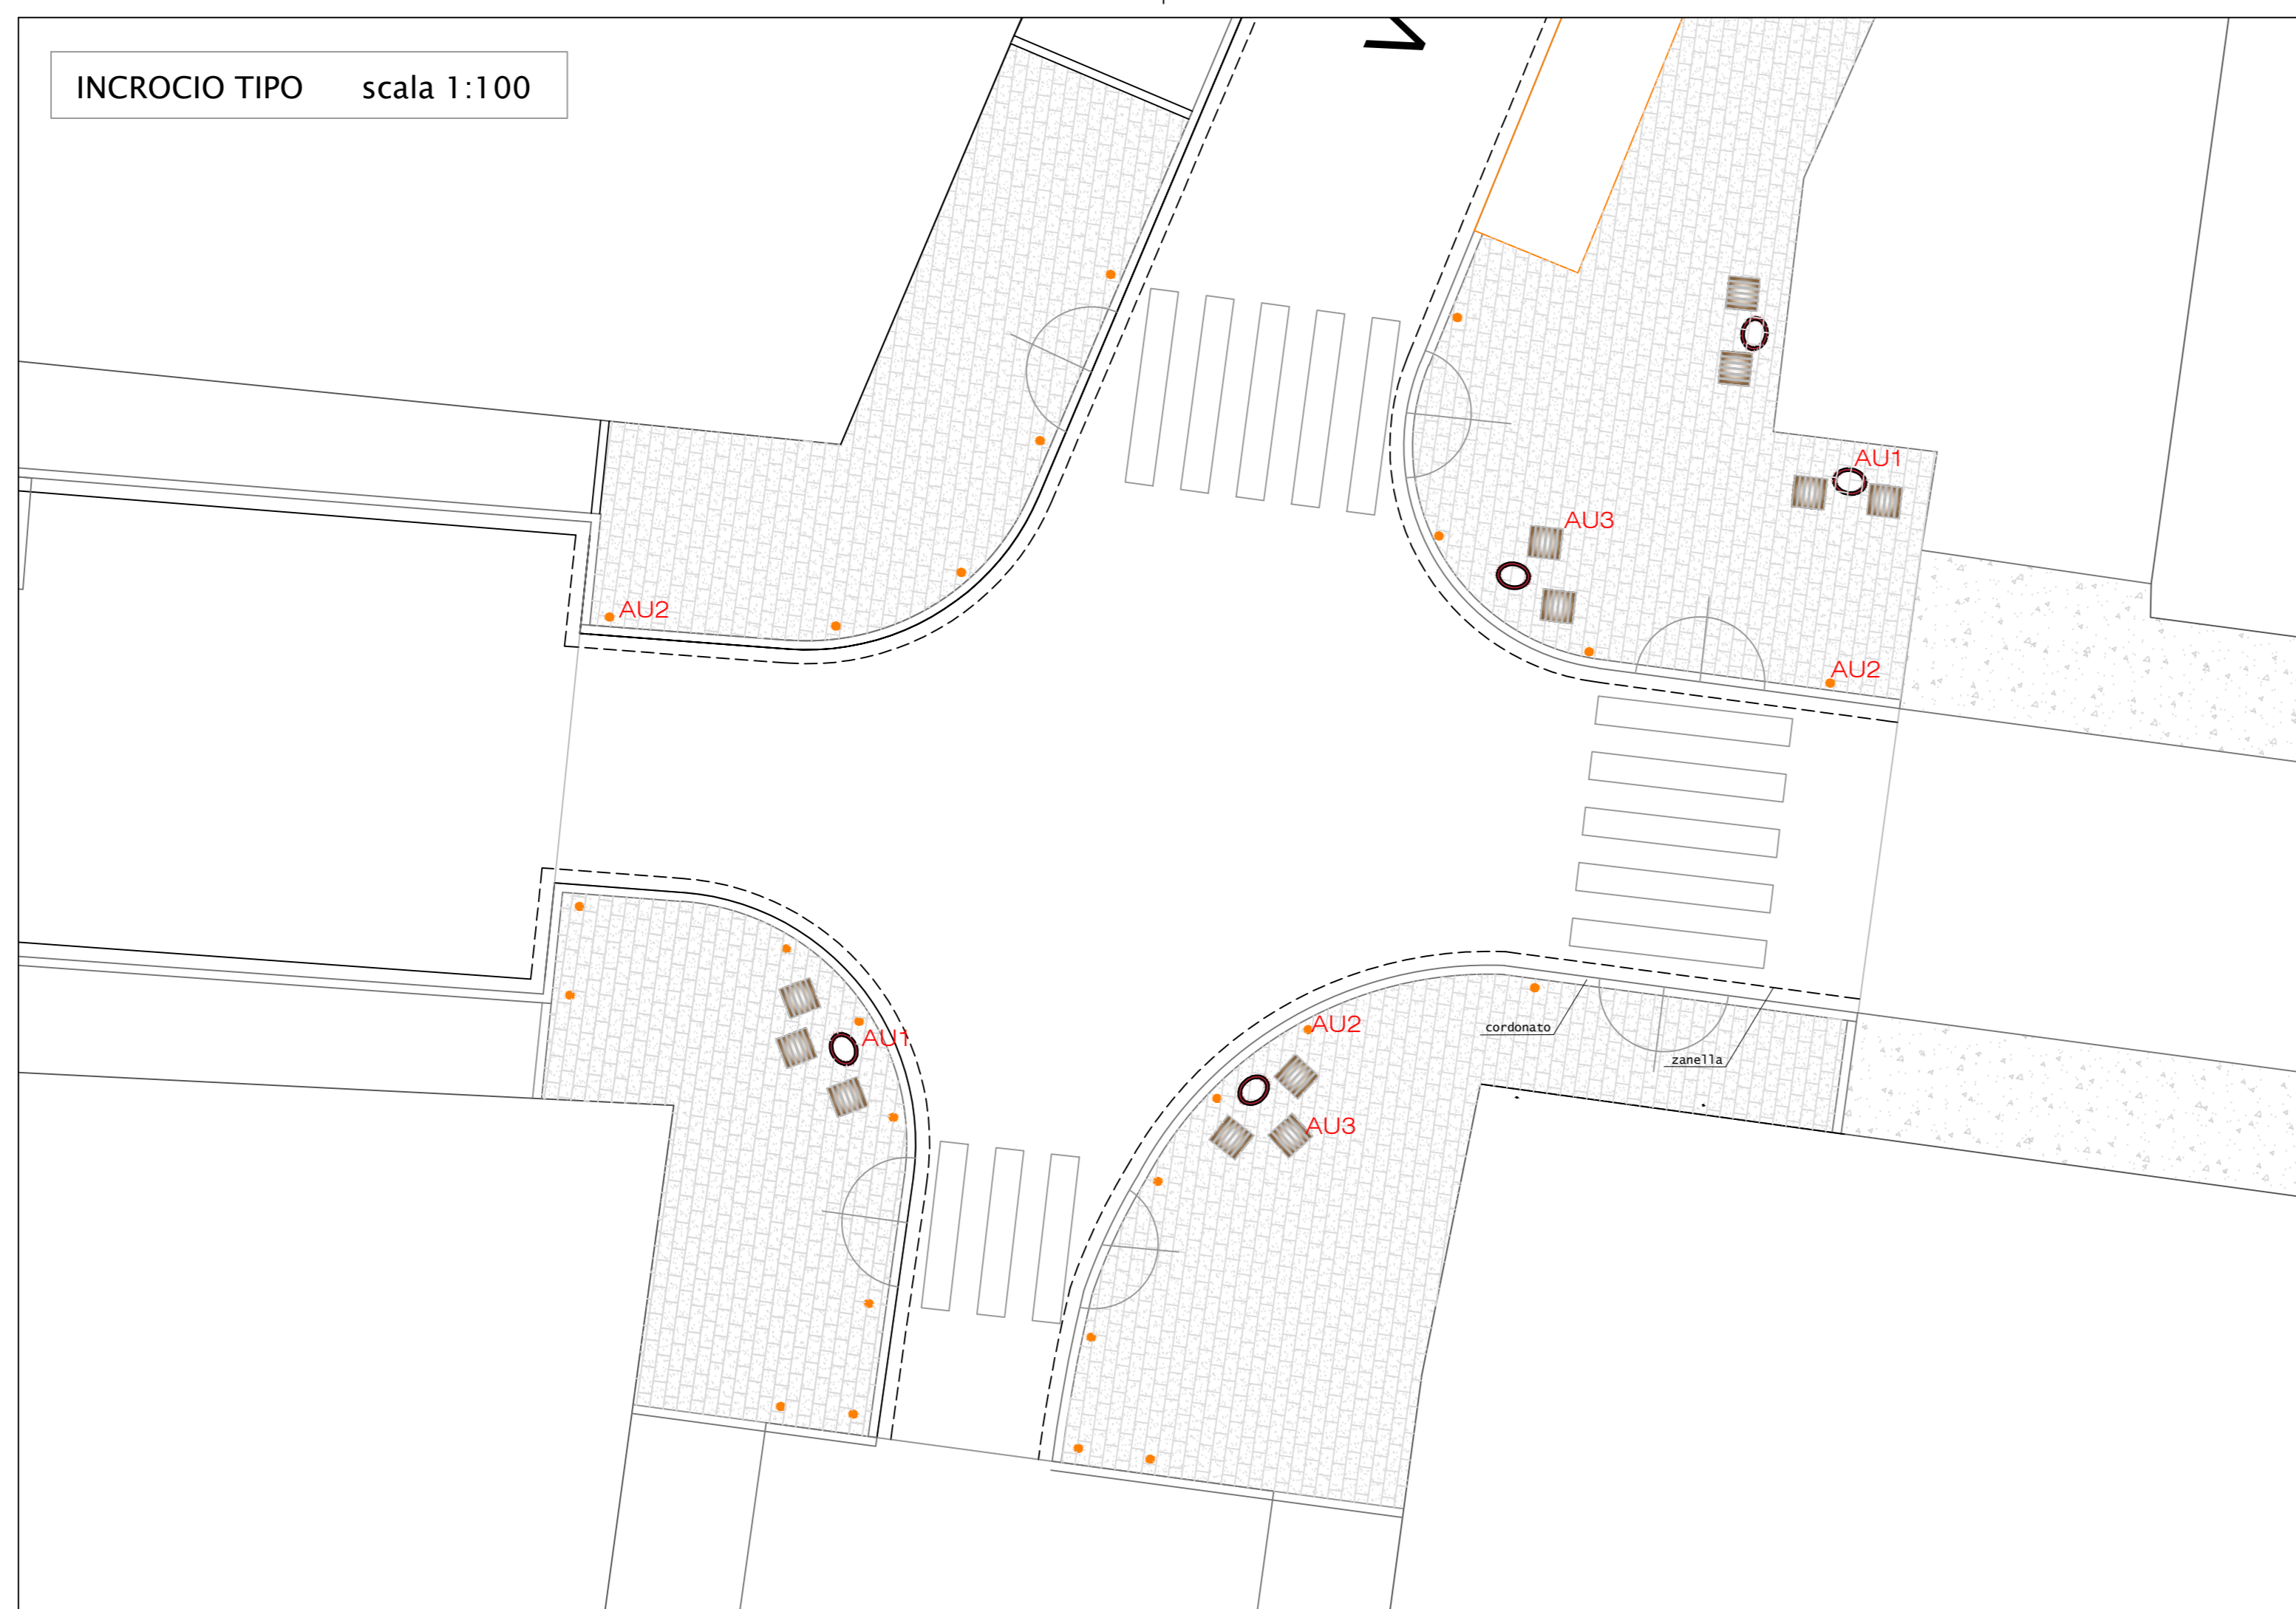 INCROCIO TIPO scala 1:100
V
AU1
AU3
AU2
AU2
AU2
cordonato
AU1
zanella
AU3